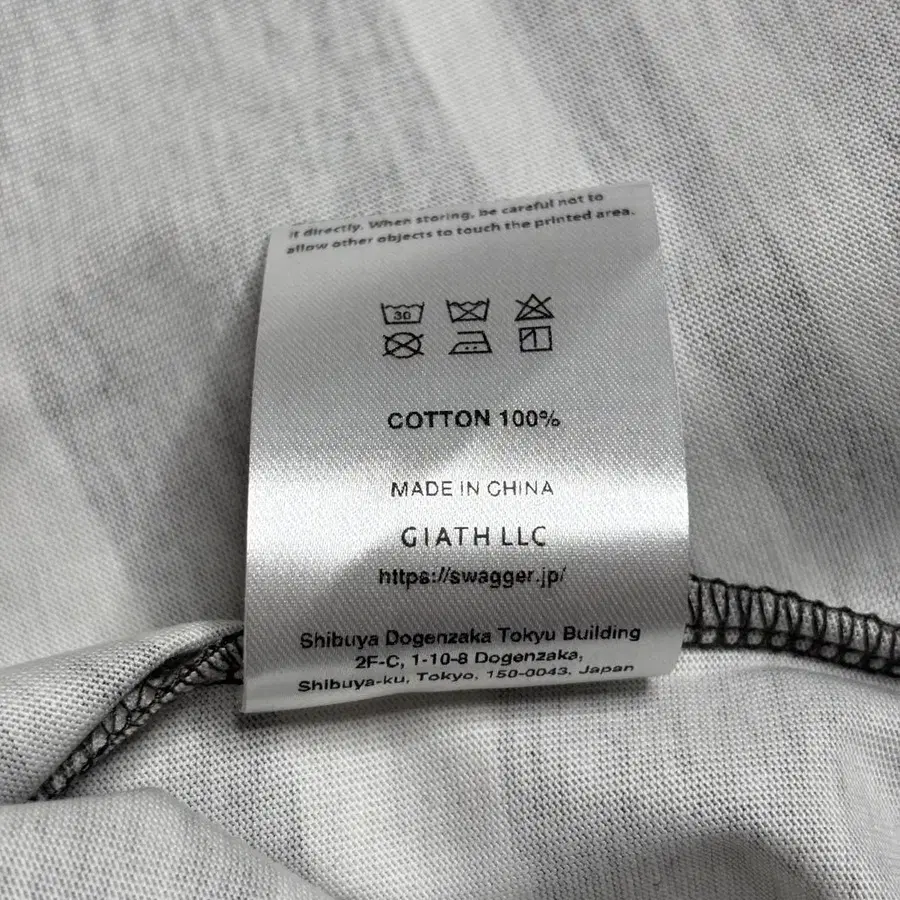 it directly. When storing, be careful not to
allow other objects to touch the printed area.
30
COTTON 100%
MADE IN CHINA
GIATH LLC
https://swagger.jp/
Shibuya Dogenzaka Tokyu Building
2F-C, 1-10-8 Dogenzaka,
Shibuya-ku, Tokyo, 150-0043, Japan